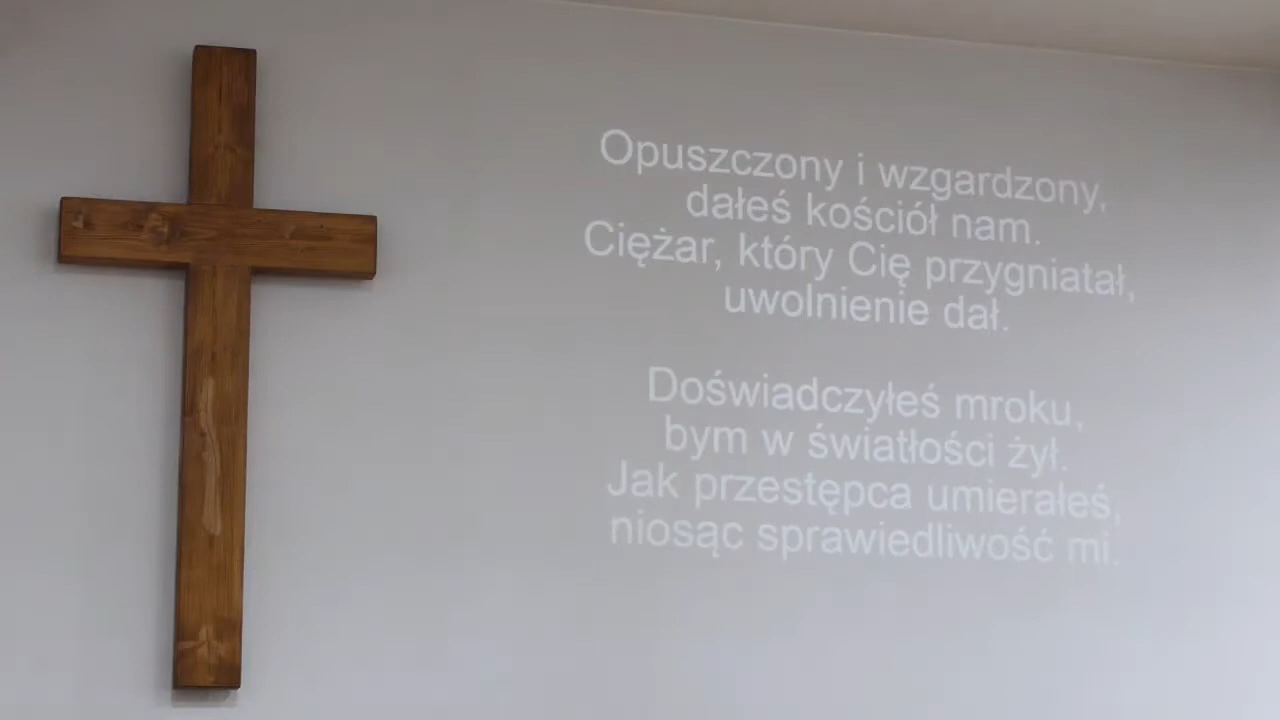 Opuszczony i wzgardzony,
dałeś kościół nam.
Ciężar, który Cię przygniatał,
uwolnienie dał.
Doświadczyłeś mroku,
bym w światłości żył.
Jak przestępca umierałeś,
niosąc sprawiedliwość mi.